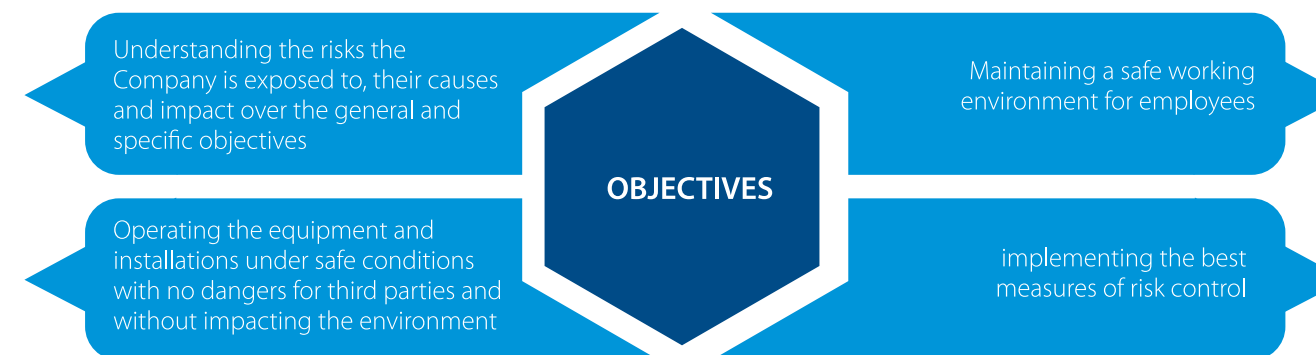 Understanding the risks the
Company is exposed to, their causes
and impact over the general and
specific objectives
Maintaining a safe working
environment for employees
OBJECTIVES
Operating the equipment and
installations under safe conditions
with no dangers for third parties and
without impacting the environment
implementing the best
measures of risk control